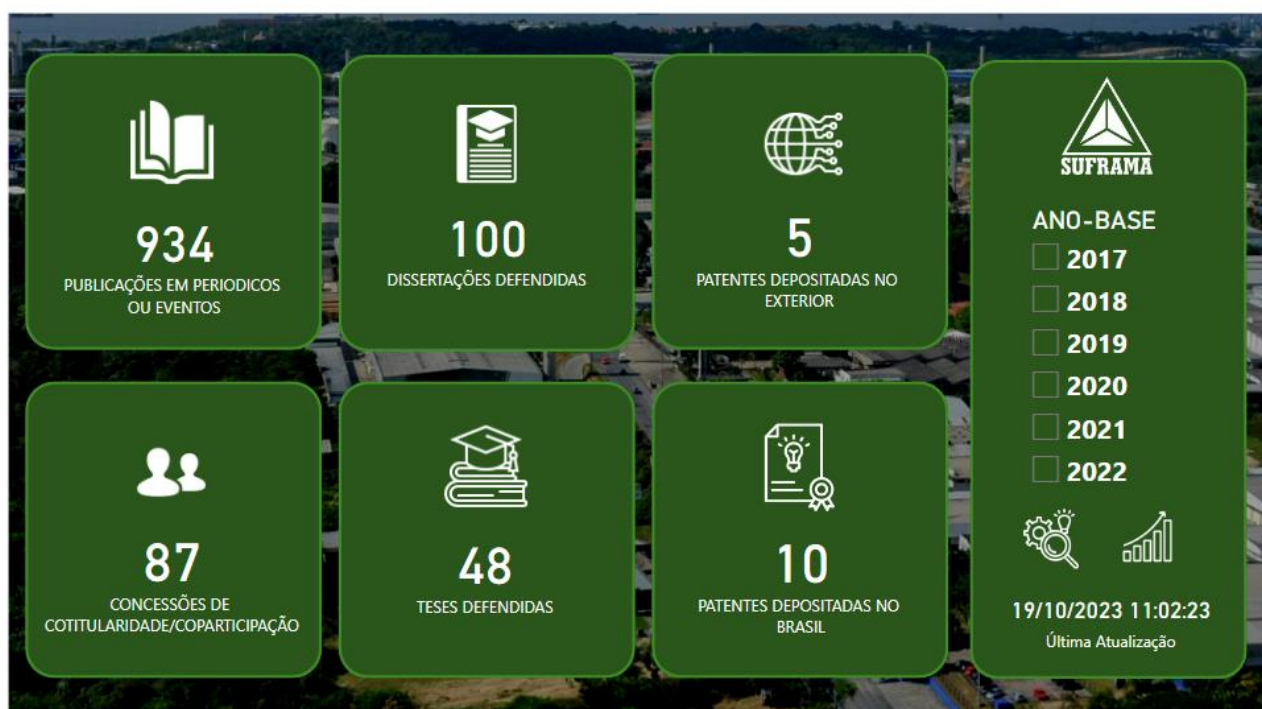 934
PUBLICAÇÕES EM PERIODICOS
OU EVENTOS
100
DISSERTAÇÕES DEFENDIDAS
5
PATENTES DEPOSITADAS NO
EXTERIOR
87
CONCESSÕES DE
COTITULARIDADE/COPARTICIPAÇÃO
48
TESES DEFENDIDAS
10
PATENTES DEPOSITADAS NO
BRASIL
SUFRAMA
ANO-BASE
2017
2018
2019
2020
2021
2022
19/10/2023 11:02:23
Última Atualização